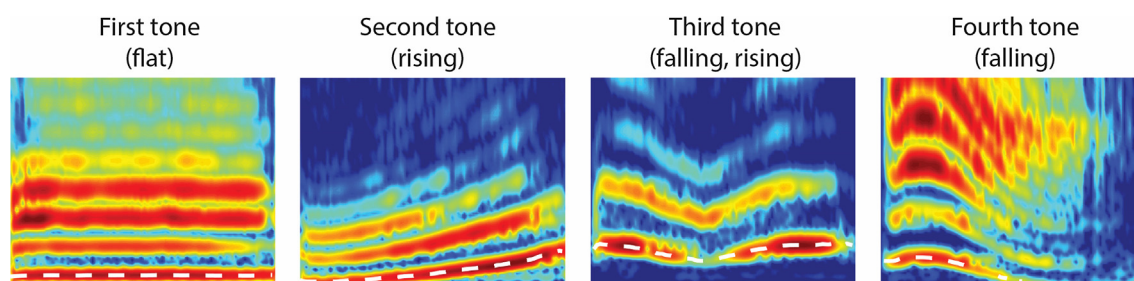 First tone
(flat)
Second tone
(rising)
Third tone
(falling, rising)
Fourth tone
(falling)